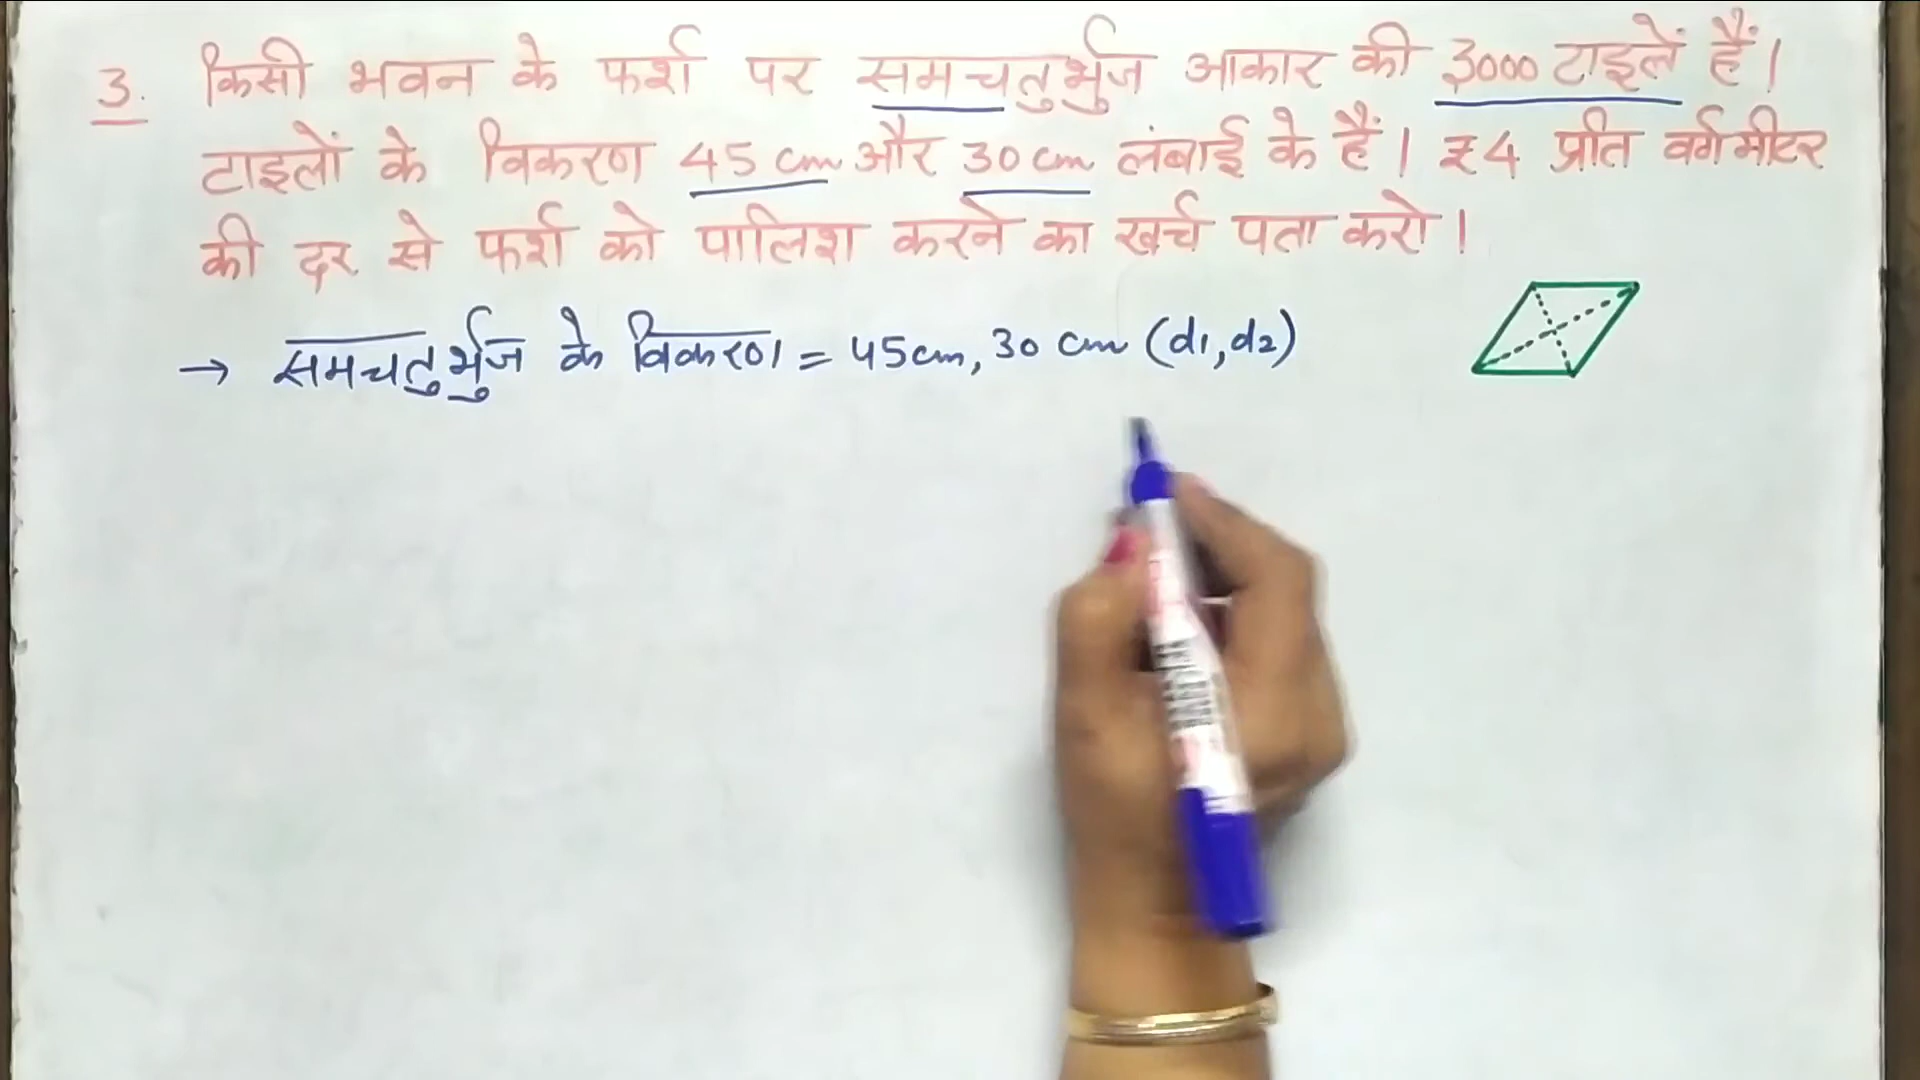 3. किसी भवन के फर्श पर समचतुर्भुज आकार की 3000 टाइलें हैं।
टाइलों के विकरण 45 cm और 30 cm लंबाई के हैं। ₹4 प्रति वर्गमीटर
की दर से फर्श को पालिश करने का खर्च पता करो।
→ समचतुर्भुज के विकरण = 45cm, 30 cm (d1,d2)